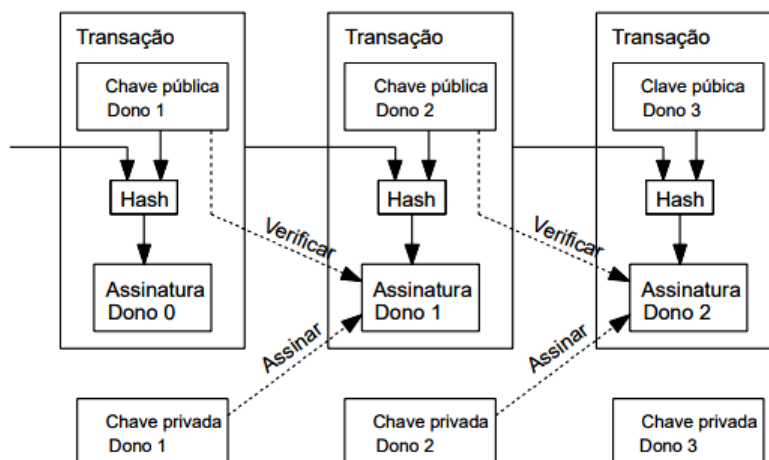 Transação
Chave pública
Dono 1
Hash
Assinatura
Dono 0
Transação
Chave pública
Dono 2
Hash
Assinatura
Dono 1
Transação
Clave púbica
Dono 3
Hash
Assinatura
Dono 2
Verificar
Verificar
Assinar
Assinar
Chave privada
Dono 1
Chave privada
Dono 2
Chave privada
Dono 3